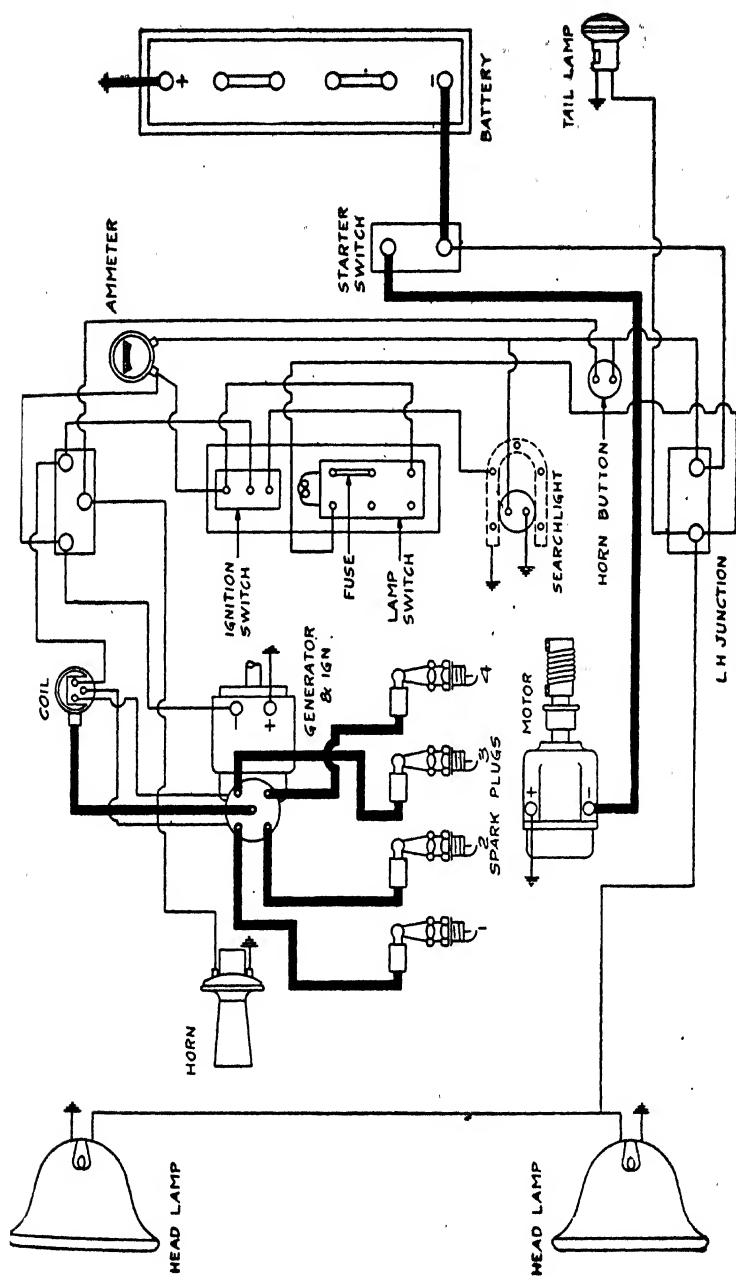 HEAD LAMP
HEAD LAMP
HORN
COIL
AMMETER
IGNITION
SWITCH
FUSE
LAMP
SWITCH
GENERATOR
& IGN.
-
+
1
2
3
4
SPARK PLUGS
SEARCHLIGHT
HORN BUTTON
MOTOR
+
-
L H JUNCTION
STARTER
SWITCH
+
-
BATTERY
TAIL LAMP